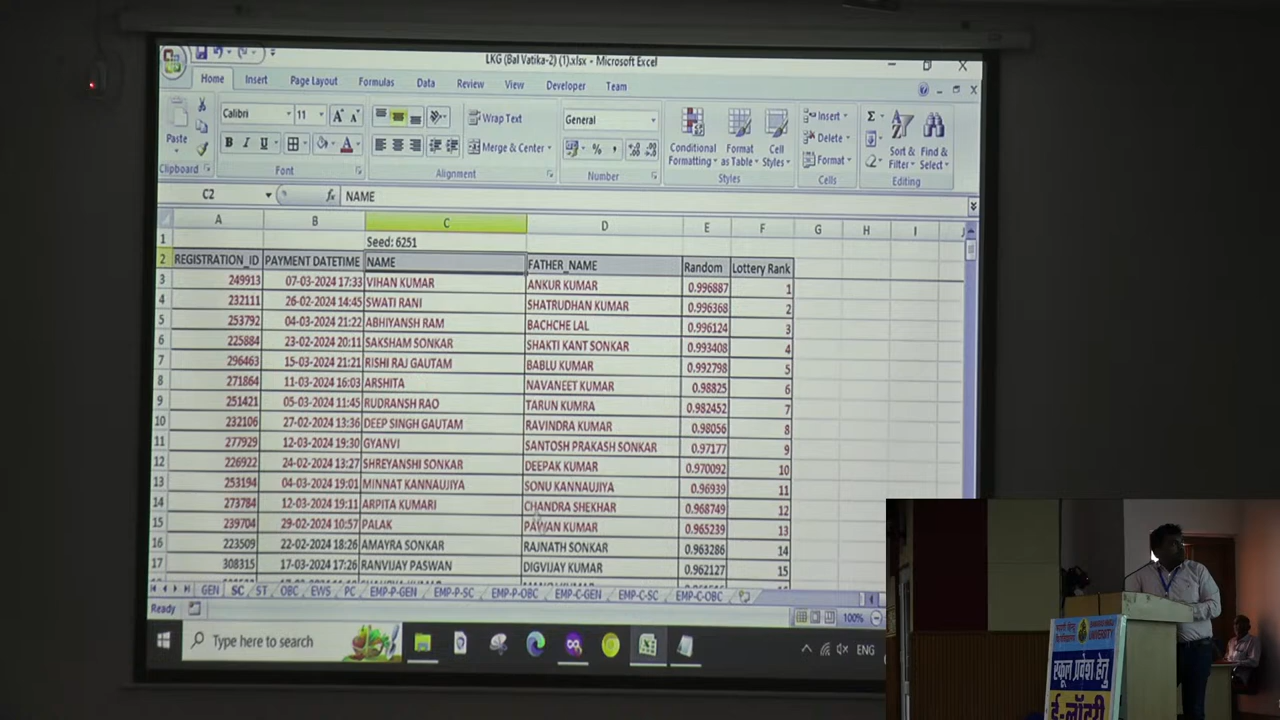 LKG (Bal Vatika-2) (1).xlsx - Microsoft Excel
Home Insert Page Layout Formulas Data Review View Developer Team
Paste Calibri 11 A A B I U A Wrap Text Merge & Center General % , Conditional Formatting Format as Table Cell Styles Insert Delete Format Σ Sort & Filter Find & Select
Clipboard Font Alignment Number Styles Cells Editing
C2 fx NAME
A B C D E F G H I J
1 Seed: 6251
2 REGISTRATION_ID PAYMENT DATETIME NAME FATHER_NAME Random Lottery Rank
3 249913 07-03-2024 17:33 VIHAN KUMAR ANKUR KUMAR 0.996887 1
4 232111 26-02-2024 14:45 SWATI RANI SHATRUDHAN KUMAR 0.996368 2
5 253792 04-03-2024 21:22 ABHIYANSH RAM BACHCHE LAL 0.996124 3
6 225884 23-02-2024 20:11 SAKSHAM SONKAR SHAKTI KANT SONKAR 0.993408 4
7 296463 15-03-2024 21:21 RISHI RAJ GAUTAM BABLU KUMAR 0.992798 5
8 271864 11-03-2024 16:03 ARSHITA NAVANEET KUMAR 0.98825 6
9 251421 05-03-2024 11:45 RUDRANSH RAO TARUN KUMRA 0.982452 7
10 232106 27-02-2024 13:36 DEEP SINGH GAUTAM RAVINDRA KUMAR 0.98056 8
11 277929 12-03-2024 19:30 GYANVI SANTOSH PRAKASH SONKAR 0.97177 9
12 226922 24-02-2024 13:27 SHREYANSHI SONKAR DEEPAK KUMAR 0.970092 10
13 253194 04-03-2024 19:01 MINNAT KANNAUJIYA SONU KANNAUJIYA 0.96939 11
14 273784 12-03-2024 19:11 ARPITA KUMARI CHANDRA SHEKHAR 0.968749 12
15 239704 29-02-2024 10:57 PALAK PAWAN KUMAR 0.965239 13
16 223509 22-02-2024 18:26 AMAYRA SONKAR RAJNATH SONKAR 0.963286 14
17 308315 17-03-2024 17:26 RANVIJAY PASWAN DIGVIJAY KUMAR 0.962127 15
GEN SC ST OBC EWS PC EMP-P-GEN EMP-P-SC EMP-P-OBC EMP-C-GEN EMP-C-SC EMP-C-OBC
Ready 100%
Type here to search ENG
UNIVERSITY
स्कूल प्रवेश हेतु
ई-लॉटरी